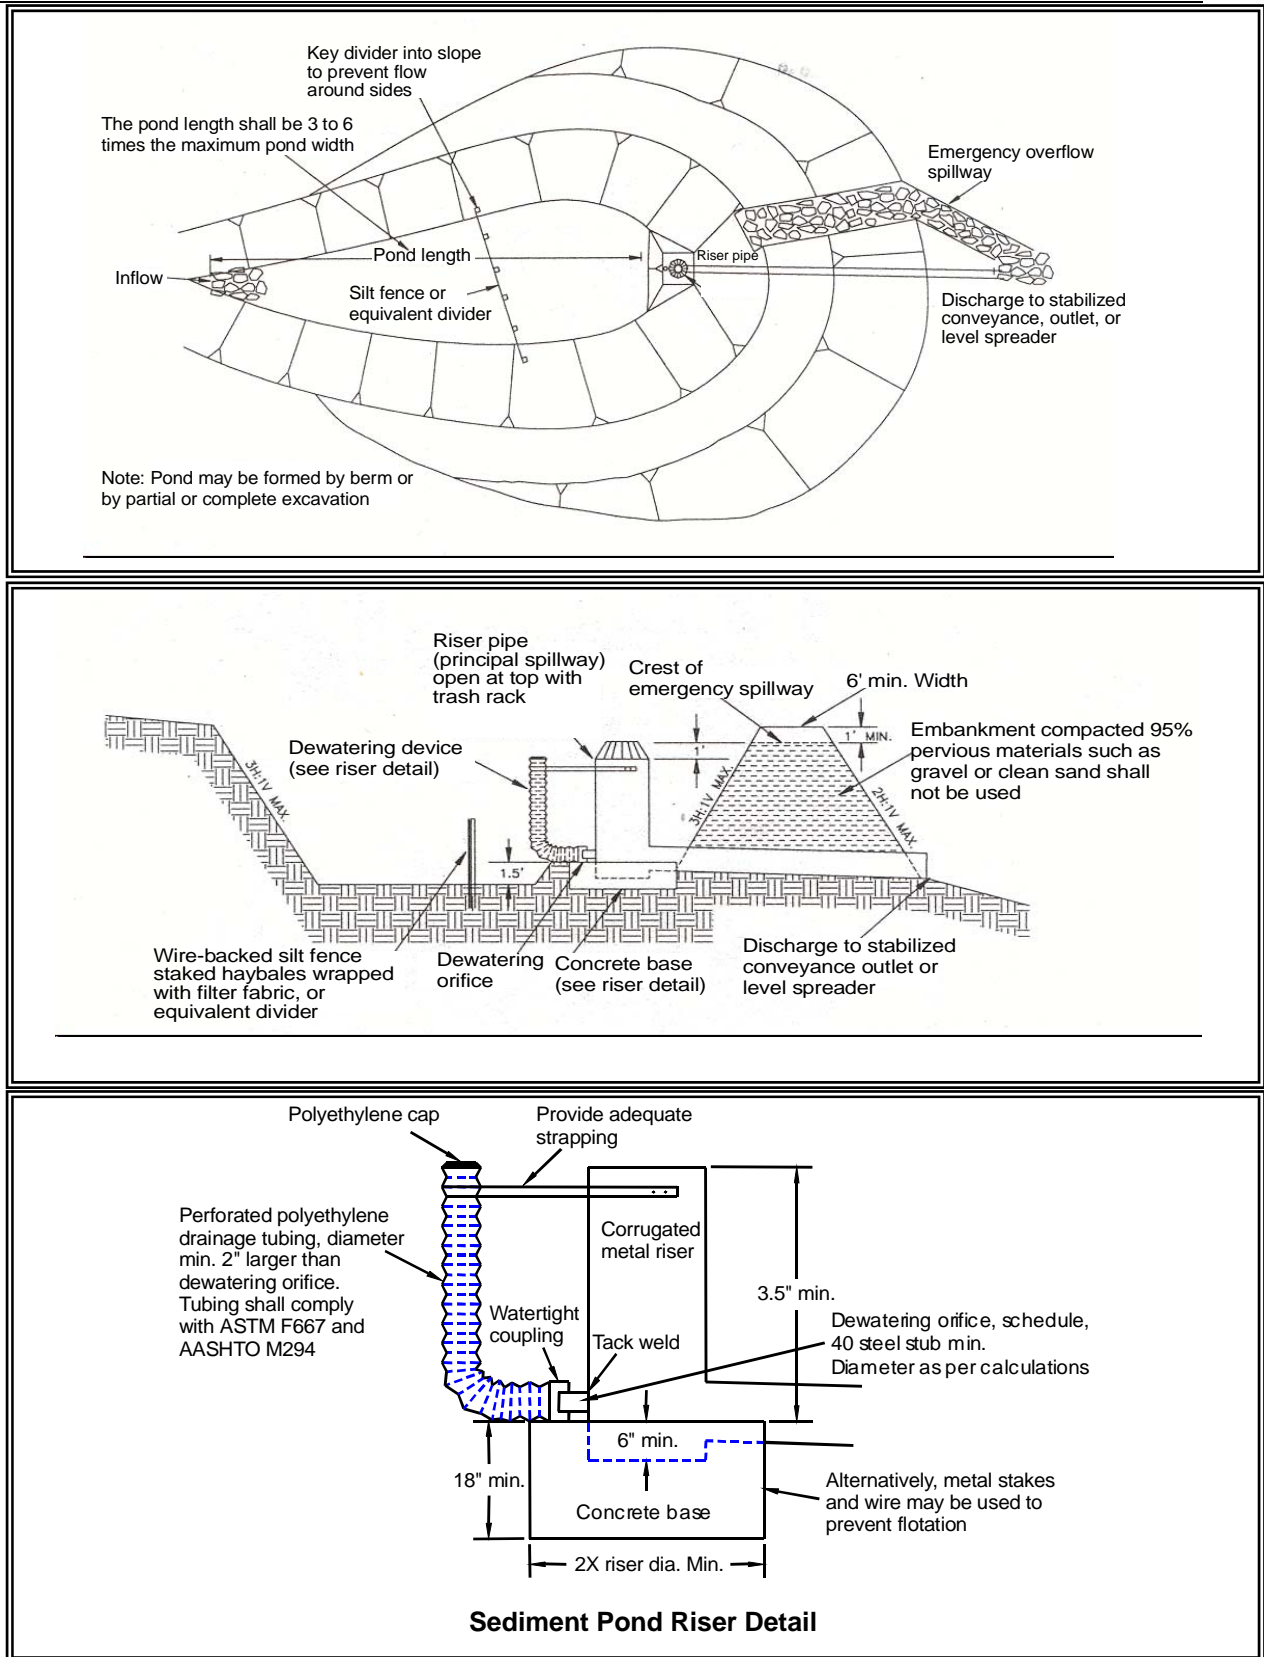 Key divider into slope
to prevent flow
around sides
The pond length shall be 3 to 6
times the maximum pond width
Emergency overflow
spillway
Pond length
Riser pipe
Inflow
Silt fence or
equivalent divider
Discharge to stabilized
conveyance, outlet, or
level spreader
Note: Pond may be formed by berm or
by partial or complete excavation
Riser pipe
(principal spillway)
open at top with
trash rack
Crest of
emergency spillway
6' min. Width
1' MIN.
Embankment compacted 95%
pervious materials such as
gravel or clean sand shall
not be used
Dewatering device
(see riser detail)
1'
3H:1V MAX.
3H:1V MAX.
2H:1V MAX.
1.5'
Wire-backed silt fence
staked haybales wrapped
with filter fabric, or
equivalent divider
Dewatering
orifice
Concrete base
(see riser detail)
Discharge to stabilized
conveyance outlet or
level spreader
Polyethylene cap
Provide adequate
strapping
Perforated polyethylene
drainage tubing, diameter
min. 2" larger than
dewatering orifice.
Tubing shall comply
with ASTM F667 and
AASHTO M294
Corrugated
metal riser
3.5" min.
Watertight
coupling
Tack weld
Dewatering orifice, schedule,
40 steel stub min.
Diameter as per calculations
6" min.
18" min.
Concrete base
Alternatively, metal stakes
and wire may be used to
prevent flotation
2X riser dia. Min.
Sediment Pond Riser Detail